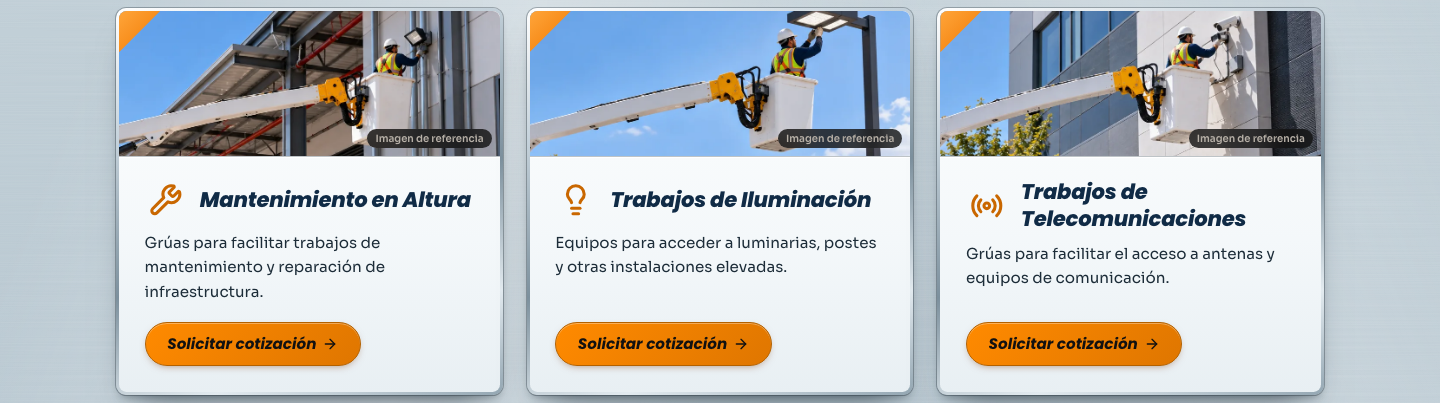 Imagen de referencia
Mantenimiento en Altura
Grúas para facilitar trabajos de
mantenimiento y reparación de
infraestructura.
Solicitar cotización →
Imagen de referencia
Trabajos de Iluminación
Equipos para acceder a luminarias, postes
y otras instalaciones elevadas.
Solicitar cotización →
Imagen de referencia
Trabajos de
Telecomunicaciones
Grúas para facilitar el acceso a antenas y
equipos de comunicación.
Solicitar cotización →